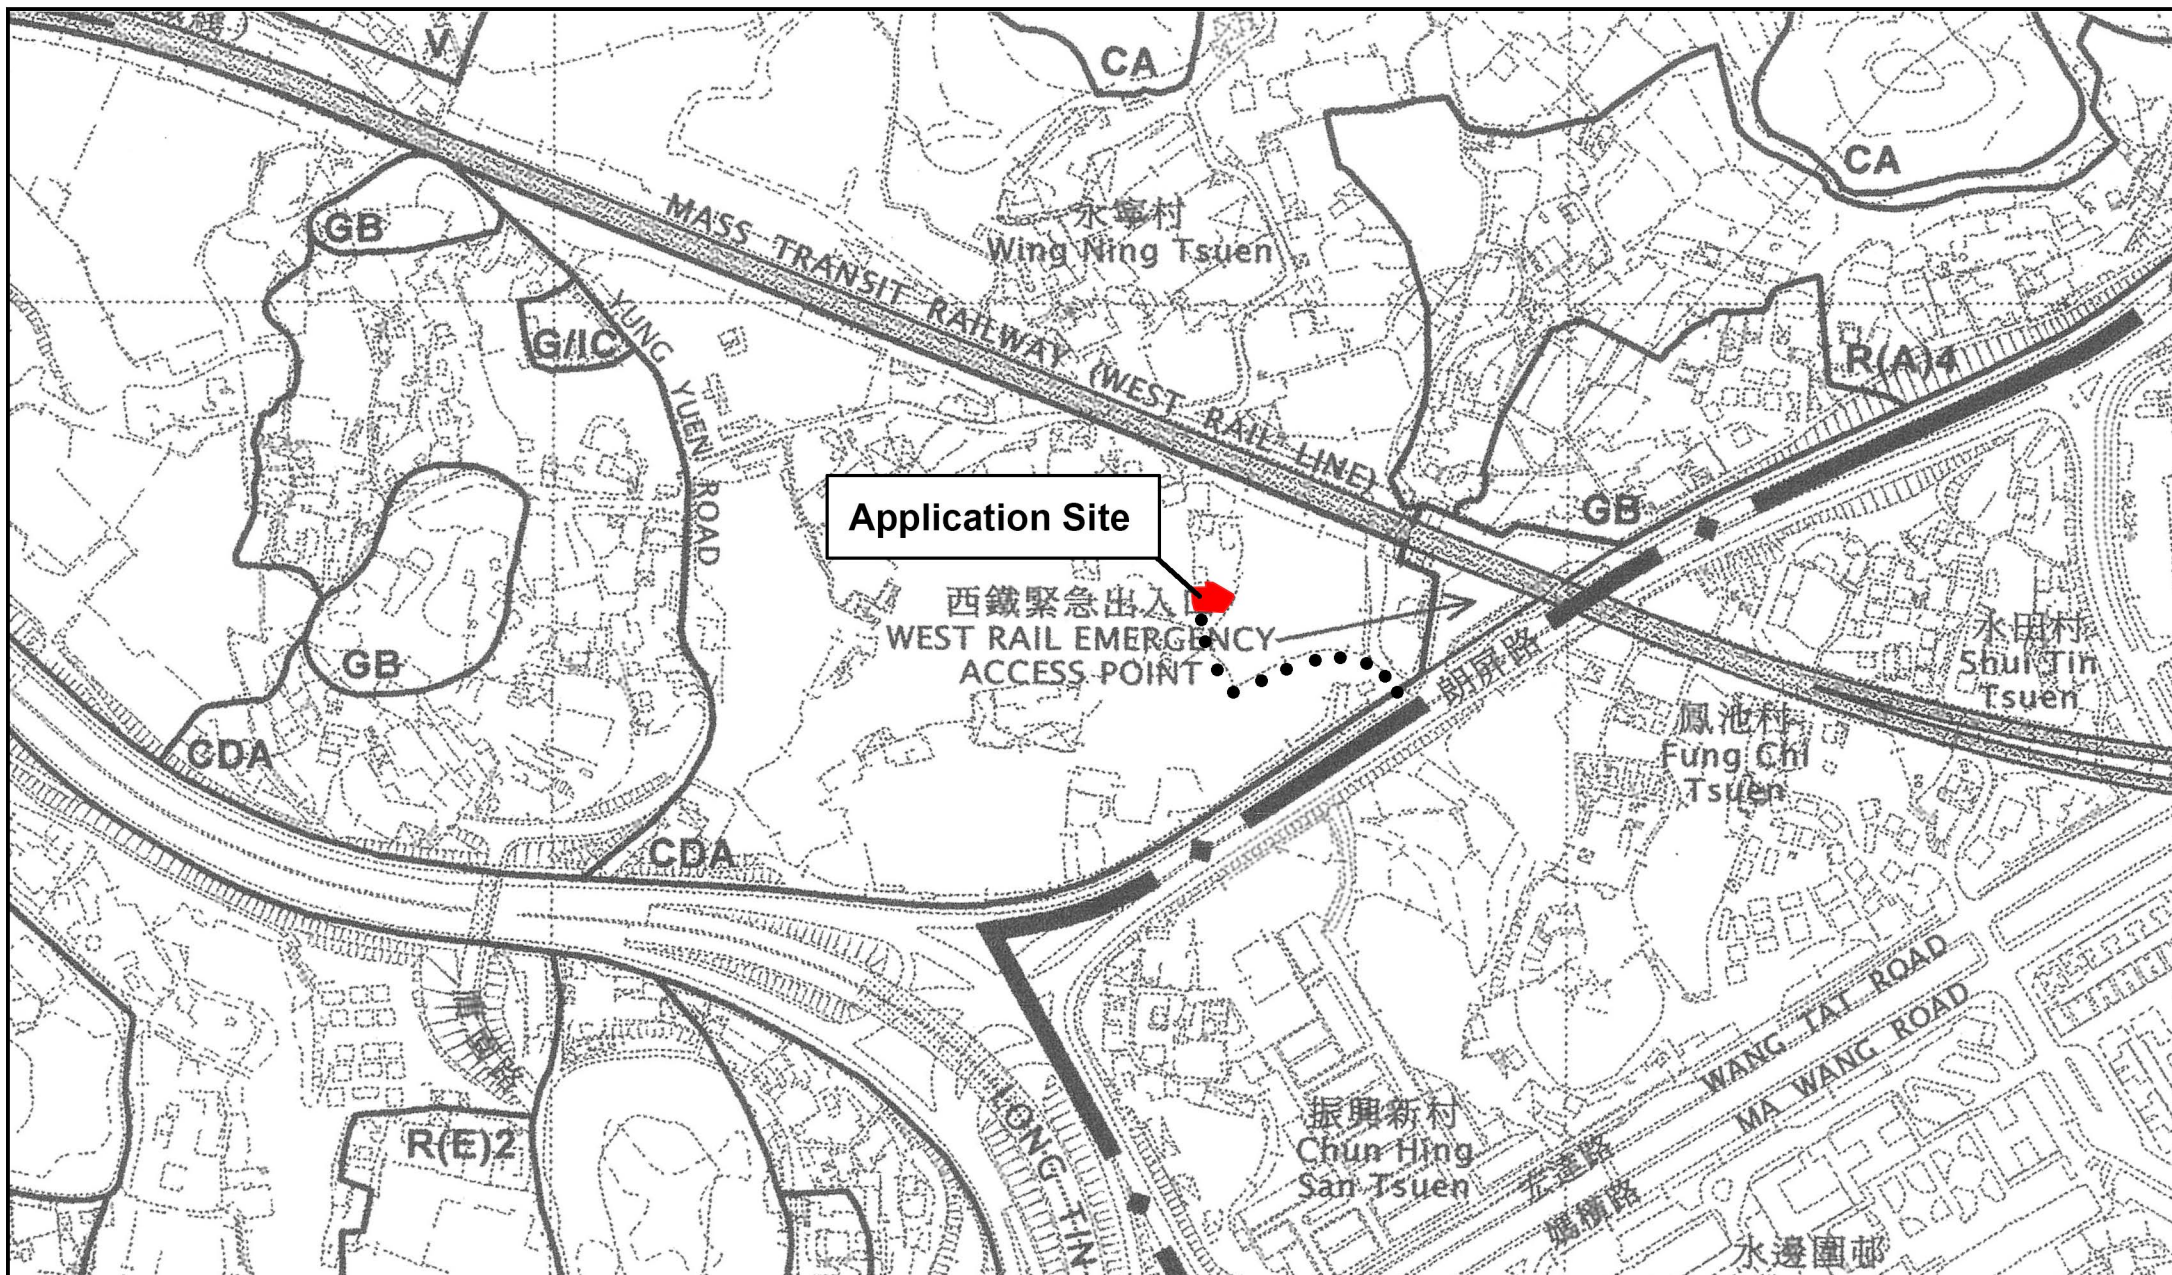 V
CA
CA
GB
MASS TRANSIT RAILWAY (WEST RAIL LINE)
永寧村
Wing Ning Tsuen
G/IC
YUNG YUEN ROAD
R(A)4
GB
Application Site
西鐵緊急出入
WEST RAIL EMERGENCY
ACCESS POINT
GB
朗屏路
水田村
Shui Tin
Tsuen
鳳池村
Fung Chi
Tsuen
CDA
CDA
WANG TAT ROAD
MA WANG ROAD
R(E)2
LONG TIN
振興新村
Chun Hing
San Tsuen
宏達路
媽橫路
水邊圍邨